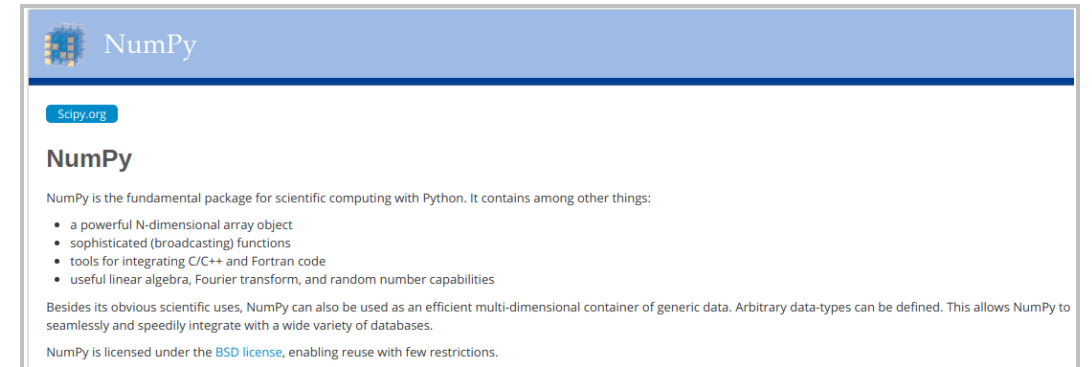 NumPy
Scipy.org
NumPy
NumPy is the fundamental package for scientific computing with Python. It contains among other things:
a powerful N-dimensional array object
sophisticated (broadcasting) functions
tools for integrating C/C++ and Fortran code
useful linear algebra, Fourier transform, and random number capabilities
Besides its obvious scientific uses, NumPy can also be used as an efficient multi-dimensional container of generic data. Arbitrary data-types can be defined. This allows NumPy to
seamlessly and speedily integrate with a wide variety of databases.
NumPy is licensed under the BSD license, enabling reuse with few restrictions.